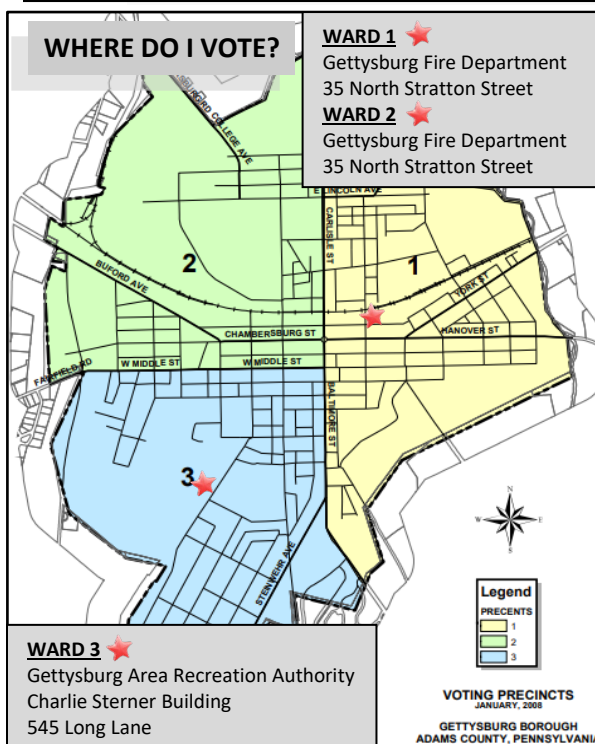 WHERE DO I VOTE?
WARD 1
Gettysburg Fire Department
35 North Stratton Street
WARD 2
Gettysburg Fire Department
35 North Stratton Street
COLLEGE AVE
E LINCOLN AVE
CARLISLE ST
2
1
BUFORD AVE
YORK ST
CHAMBERSBURG ST
HANOVER ST
W MIDDLE ST
W MIDDLE ST
FAIRFIELD RD
BALTIMORE ST
3
STEINWEHR AVE
N
W
E
S
Legend
PRECENTS
1
2
3
WARD 3
Gettysburg Area Recreation Authority
Charlie Sterner Building
545 Long Lane
VOTING PRECINCTS
JANUARY, 2008
GETTYSBURG BOROUGH
ADAMS COUNTY, PENNSYLVANIA